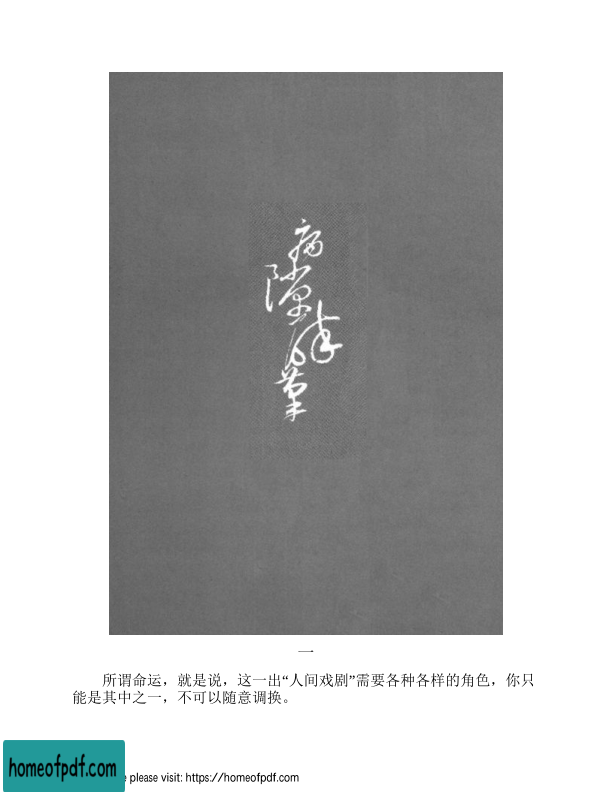 病
隙
碎
笔
一
所谓命运，就是说，这一出“人间戏剧”需要各种各样的角色，你只
能是其中之一，不可以随意调换。
homeofpdf.com
e please visit: https://homeofpdf.com